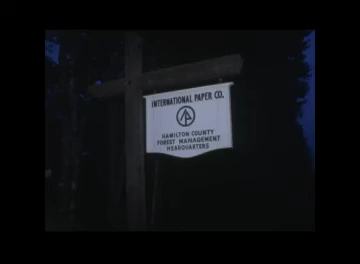 INTERNATIONAL PAPER CO.
HAMILTON COUNTY
FOREST MANAGEMENT
HEADQUARTERS